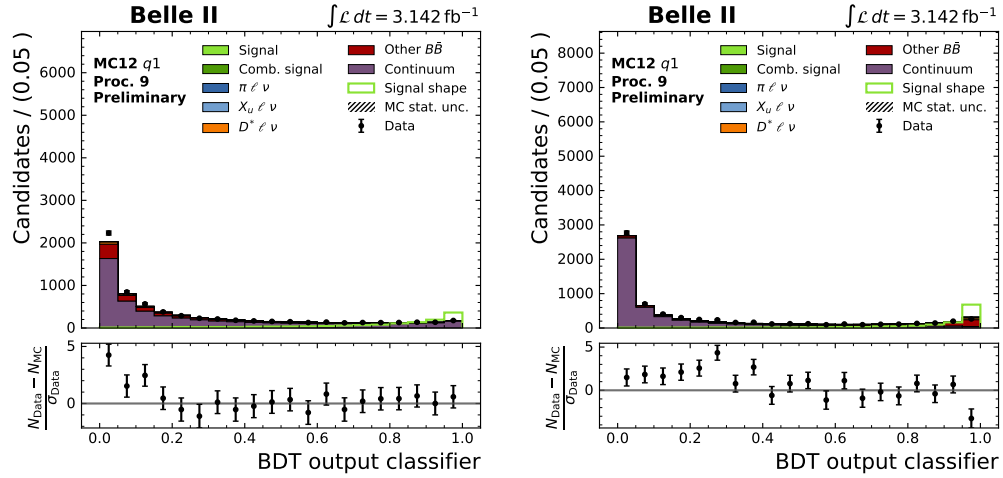 Belle II
∫ℒ dt = 3.142 fb⁻¹
Candidates / (0.05 )
6000
5000
4000
3000
2000
1000
0
MC12 q1
Proc. 9
Preliminary
Signal
Comb. signal
π ℓ ν
Xᵤ ℓ ν
D* ℓ ν
Other BB̄
Continuum
Signal shape
MC stat. unc.
Data
N_Data − N_MC
σ_Data
5
0
0.0 0.2 0.4 0.6 0.8 1.0
BDT output classifier
Belle II
∫ℒ dt = 3.142 fb⁻¹
Candidates / (0.05 )
8000
7000
6000
5000
4000
3000
2000
1000
0
MC12 q1
Proc. 9
Preliminary
Signal
Comb. signal
π ℓ ν
Xᵤ ℓ ν
D* ℓ ν
Other BB̄
Continuum
Signal shape
MC stat. unc.
Data
N_Data − N_MC
σ_Data
5
0
0.0 0.2 0.4 0.6 0.8 1.0
BDT output classifier